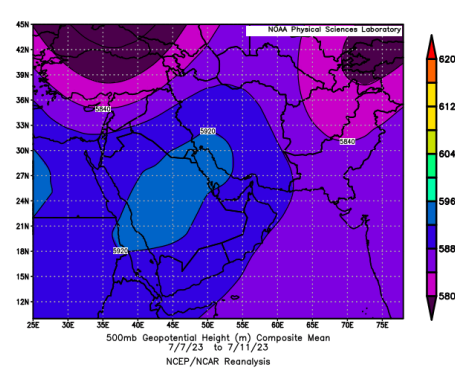 NOAA Physical Sciences Laboratory
45N
42N
39N
36N
33N
30N
27N
24N
21N
18N
15N
12N
5840
5920
5840
5920
25E
30E
35E
40E
45E
50E
55E
60E
65E
70E
75E
620
612
604
596
588
580
500mb Geopotential Height (m) Composite Mean
7/7/23 to 7/11/23
NCEP/NCAR Reanalysis